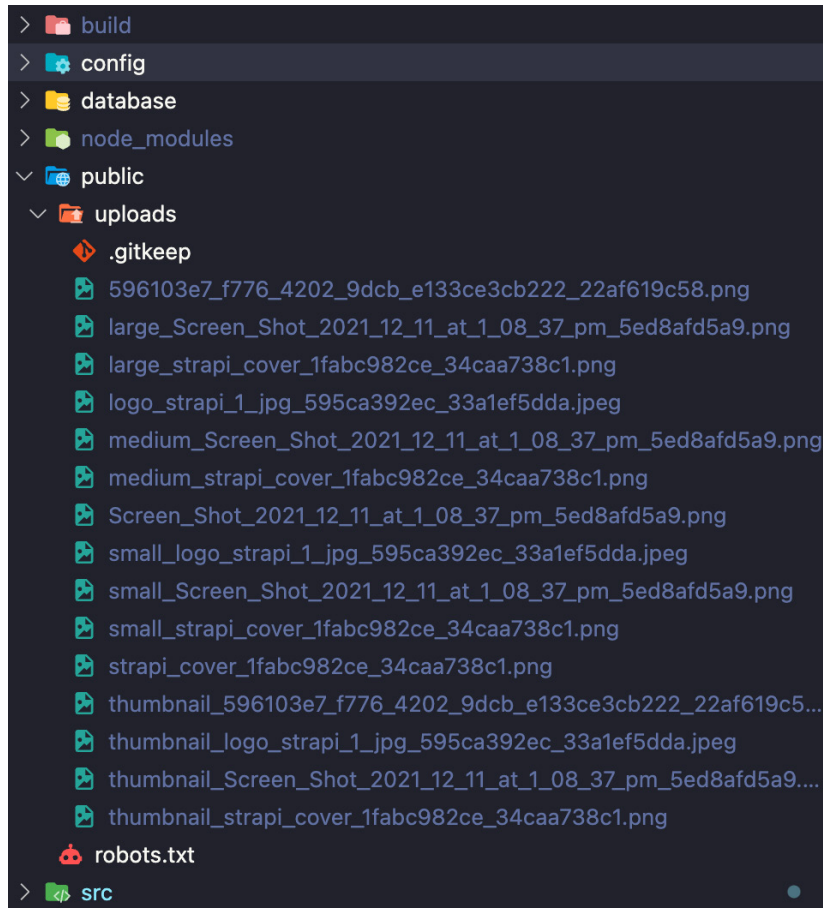 build
config
database
node_modules
public
uploads
.gitkeep
596103e7_f776_4202_9dcb_e133ce3cb222_22af619c58.png
large_Screen_Shot_2021_12_11_at_1_08_37_pm_5ed8afd5a9.png
large_strapi_cover_1fabc982ce_34caa738c1.png
logo_strapi_1_jpg_595ca392ec_33a1ef5dda.jpeg
medium_Screen_Shot_2021_12_11_at_1_08_37_pm_5ed8afd5a9.png
medium_strapi_cover_1fabc982ce_34caa738c1.png
Screen_Shot_2021_12_11_at_1_08_37_pm_5ed8afd5a9.png
small_logo_strapi_1_jpg_595ca392ec_33a1ef5dda.jpeg
small_Screen_Shot_2021_12_11_at_1_08_37_pm_5ed8afd5a9.png
small_strapi_cover_1fabc982ce_34caa738c1.png
strapi_cover_1fabc982ce_34caa738c1.png
thumbnail_596103e7_f776_4202_9dcb_e133ce3cb222_22af619c5...
thumbnail_logo_strapi_1_jpg_595ca392ec_33a1ef5dda.jpeg
thumbnail_Screen_Shot_2021_12_11_at_1_08_37_pm_5ed8afd5a9....
thumbnail_strapi_cover_1fabc982ce_34caa738c1.png
robots.txt
src